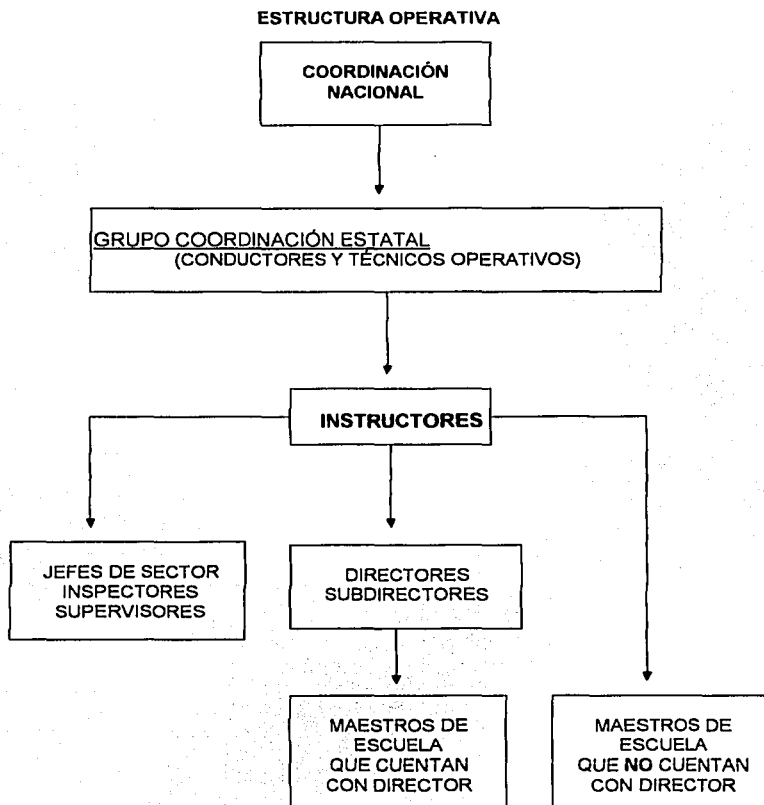 ESTRUCTURA OPERATIVA
COORDINACIÓN
NACIONAL
GRUPO COORDINACIÓN ESTATAL
(CONDUCTORES Y TÉCNICOS OPERATIVOS)
INSTRUCTORES
JEFES DE SECTOR
INSPECTORES
SUPERVISORES
DIRECTORES
SUBDIRECTORES
MAESTROS DE
ESCUELA
QUE CUENTAN
CON DIRECTOR
MAESTROS DE
ESCUELA
QUE NO CUENTAN
CON DIRECTOR